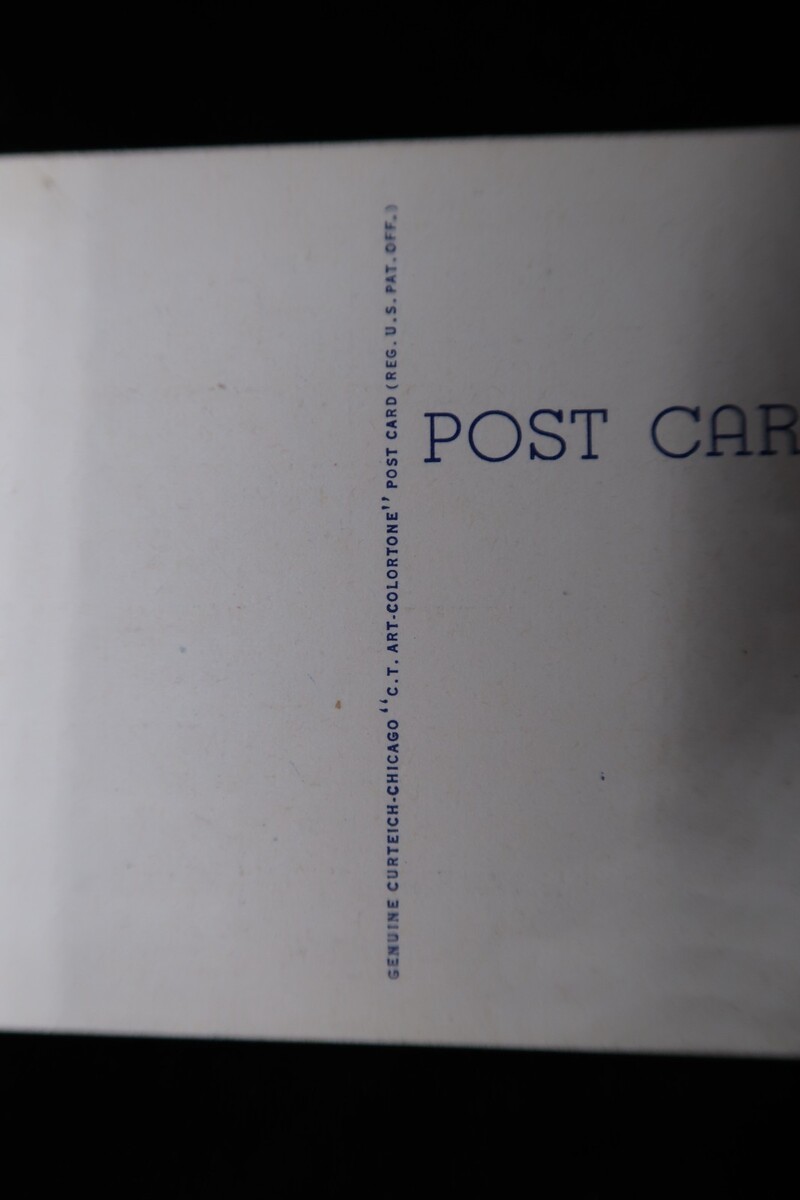 GENUINE CURTEICH-CHICAGO "C.T. ART-COLORTONE" POST CARD (REG. U.S. PAT. OFF.)
POST CAR